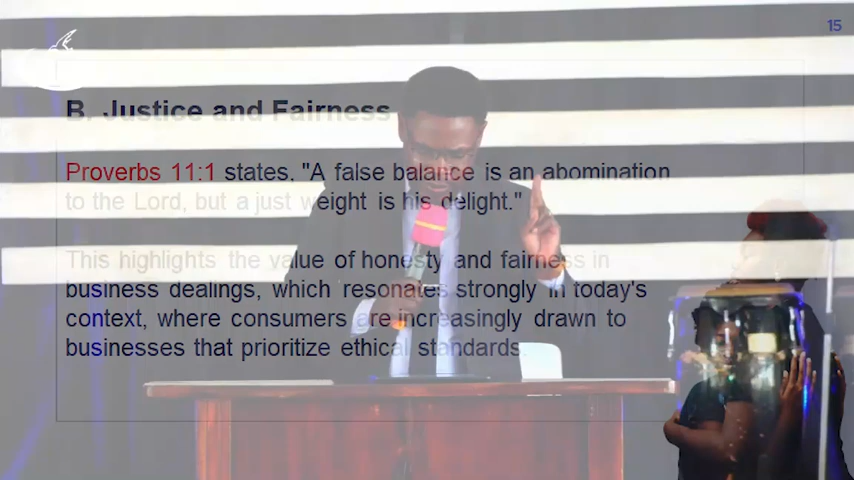 15
B. Justice and Fairness
Proverbs 11:1 states, "A false balance is an abomination
to the Lord, but a just weight is his delight."
This highlights the value of honesty and fairness in
business dealings, which resonates strongly in today's
context, where consumers are increasingly drawn to
businesses that prioritize ethical standards.